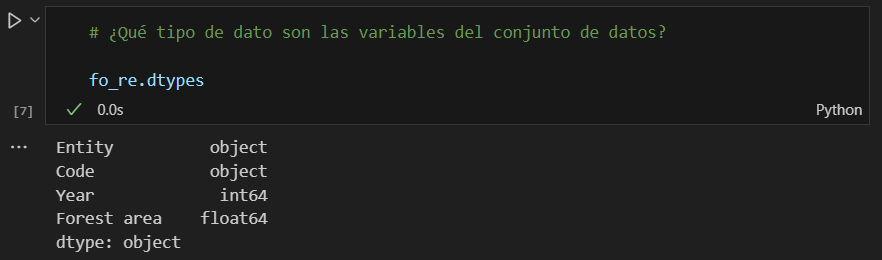 # ¿Qué tipo de dato son las variables del conjunto de datos?
fo_re.dtypes
[7] 0.0s Python
... Entity object
Code object
Year int64
Forest area float64
dtype: object